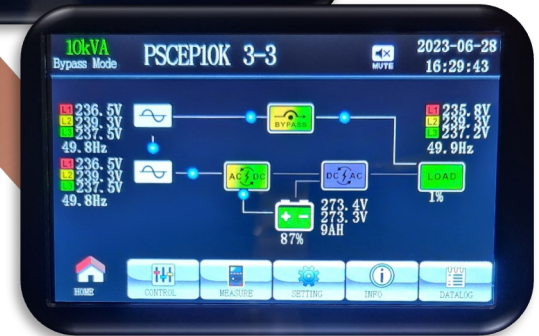 10kVA
Bypass Mode
PSCEP10K 3-3
MUTE
2023-06-28
16:29:43
L1 236.5V
L2 239.3V
L3 237.5V
49.8Hz
BYPASS
L1 235.8V
L2 239.3V
L3 237.2V
49.9Hz
L1 236.5V
L2 239.3V
L3 237.5V
49.8Hz
AC DC
DC AC
LOAD
1%
273.4V
273.3V
9AH
87%
HOME
CONTROL
MEASURE
SETTING
INFO
DATALOG